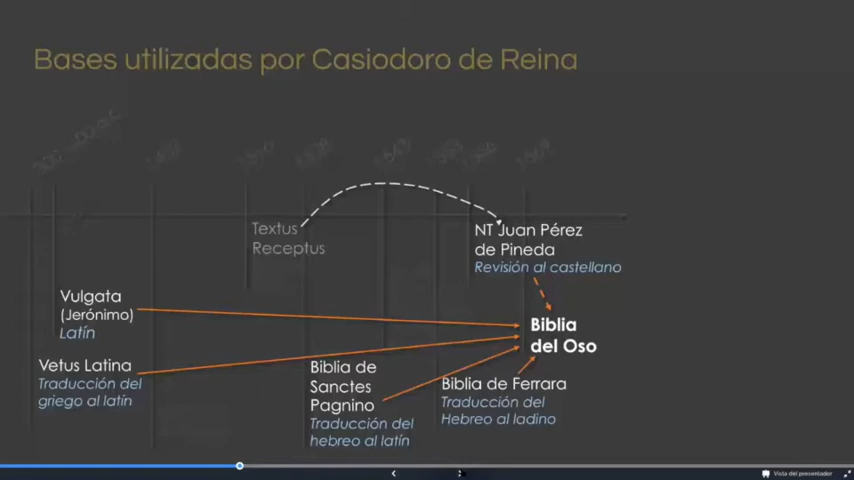 Bases utilizadas por Casiodoro de Reina
Textus
Receptus
NT Juan Pérez
de Pineda
Revisión al castellano
Vulgata
(Jerónimo)
Latín
Biblia
del Oso
Vetus Latina
Traducción del
griego al latín
Biblia de
Sanctes
Pagnino
Traducción del
hebreo al latín
Biblia de Ferrara
Traducción del
Hebreo al ladino
Vista del presentador